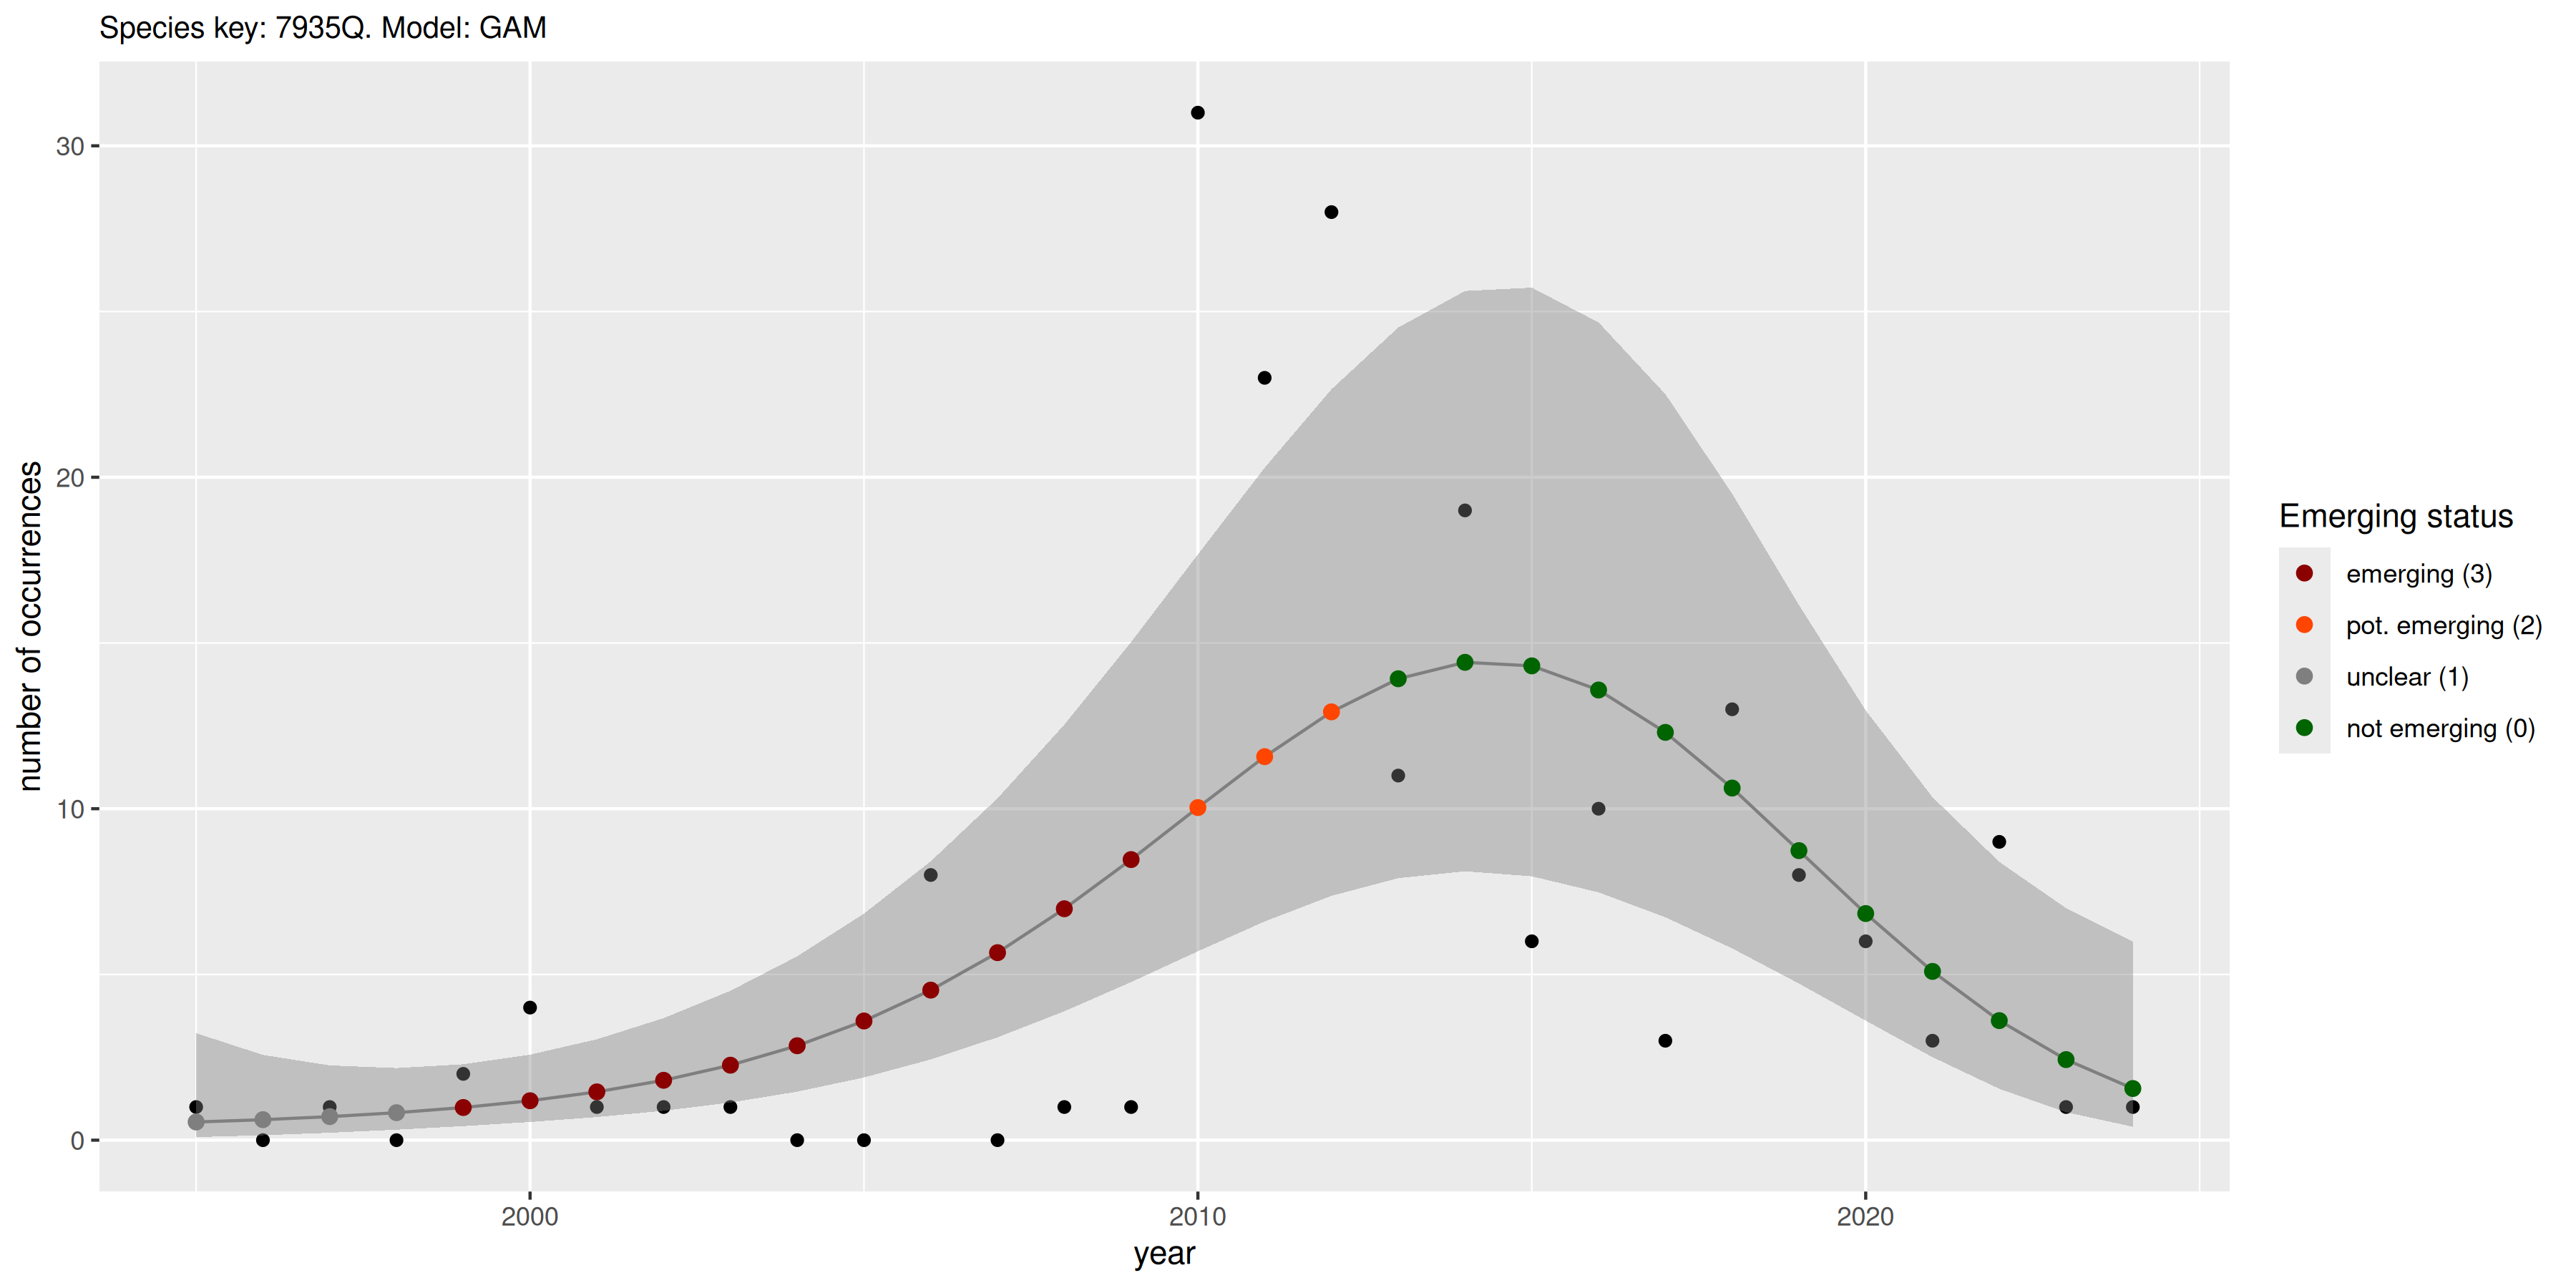 Species key: 7935Q. Model: GAM
30
20
10
0
number of occurrences
2000
2010
2020
year
Emerging status
emerging (3)
pot. emerging (2)
unclear (1)
not emerging (0)